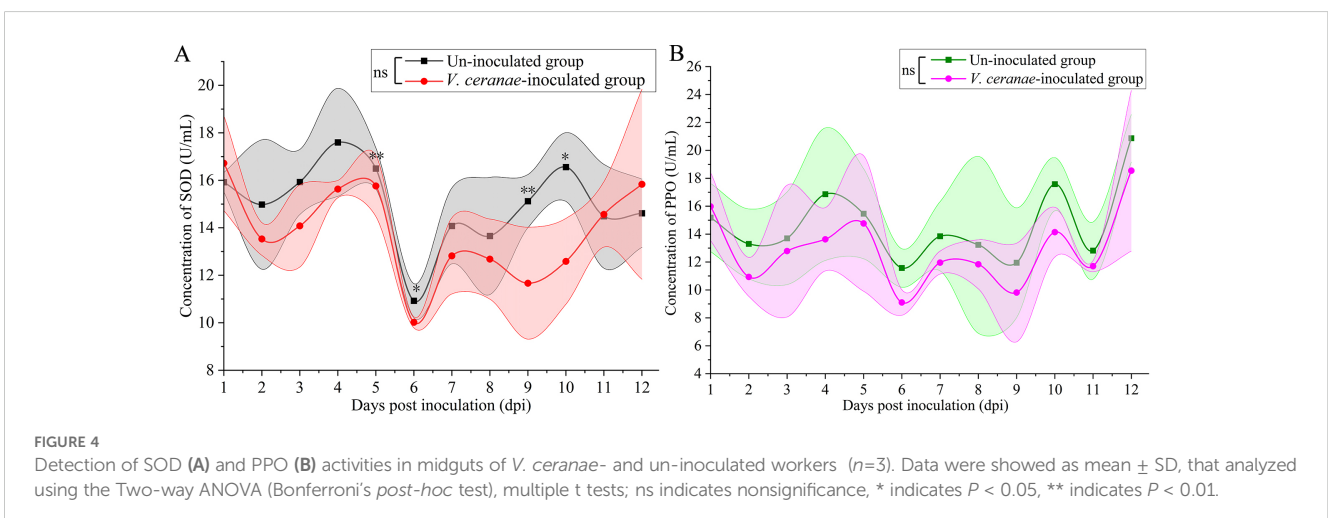 A
ns
Un-inoculated group
V. ceranae-inoculated group
Concentration of SOD (U/mL)
20
18
16
14
12
10
8
**
*
**
*
1 2 3 4 5 6 7 8 9 10 11 12
Days post inoculation (dpi)
B
ns
Un-inoculated group
V. ceranae-inoculated group
Concentration of PPO (U/mL)
26
24
22
20
18
16
14
12
10
8
6
4
1 2 3 4 5 6 7 8 9 10 11 12
Days post inoculation (dpi)
FIGURE 4
Detection of SOD (A) and PPO (B) activities in midguts of V. ceranae- and un-inoculated workers (n=3). Data were showed as mean ± SD, that analyzed
using the Two-way ANOVA (Bonferroni's post-hoc test), multiple t tests; ns indicates nonsignificance, * indicates P < 0.05, ** indicates P < 0.01.